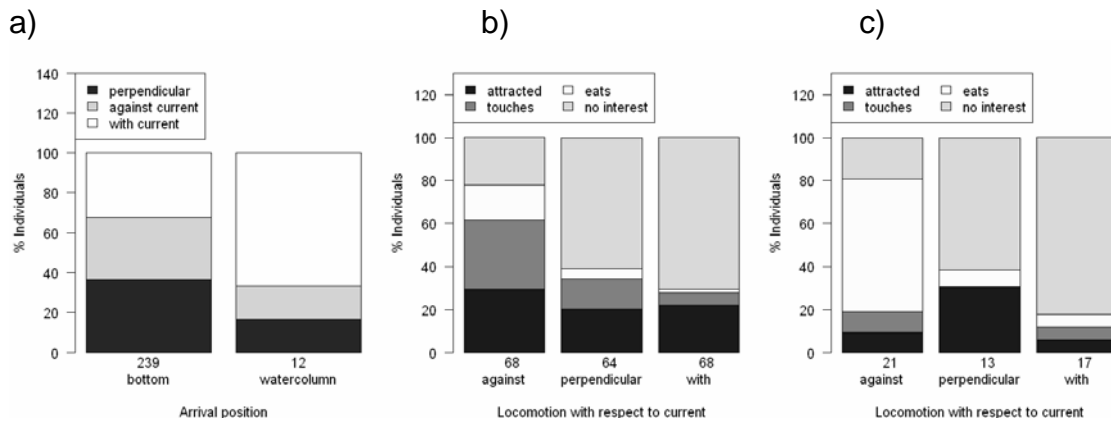 a)
140
120
100
80
60
40
20
0
% Individuals
perpendicular
against current
with current
239 12
bottom watercolumn
Arrival position
b)
120
100
80
60
40
20
0
% Individuals
attracted eats
touches no interest
68 64 68
against perpendicular with
Locomotion with respect to current
c)
120
100
80
60
40
20
0
% Individuals
attracted eats
touches no interest
21 13 17
against perpendicular with
Locomotion with respect to current